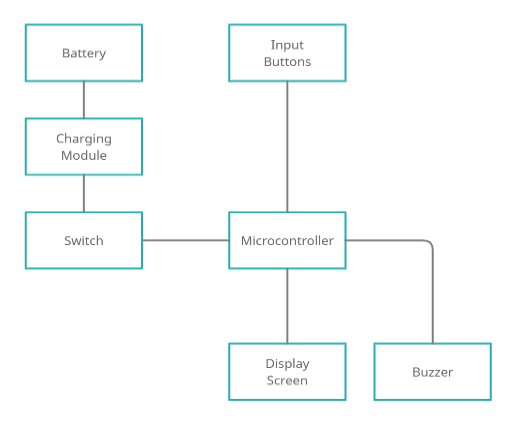 Battery
Input
Buttons
Charging
Module
Switch
Microcontroller
Display
Screen
Buzzer